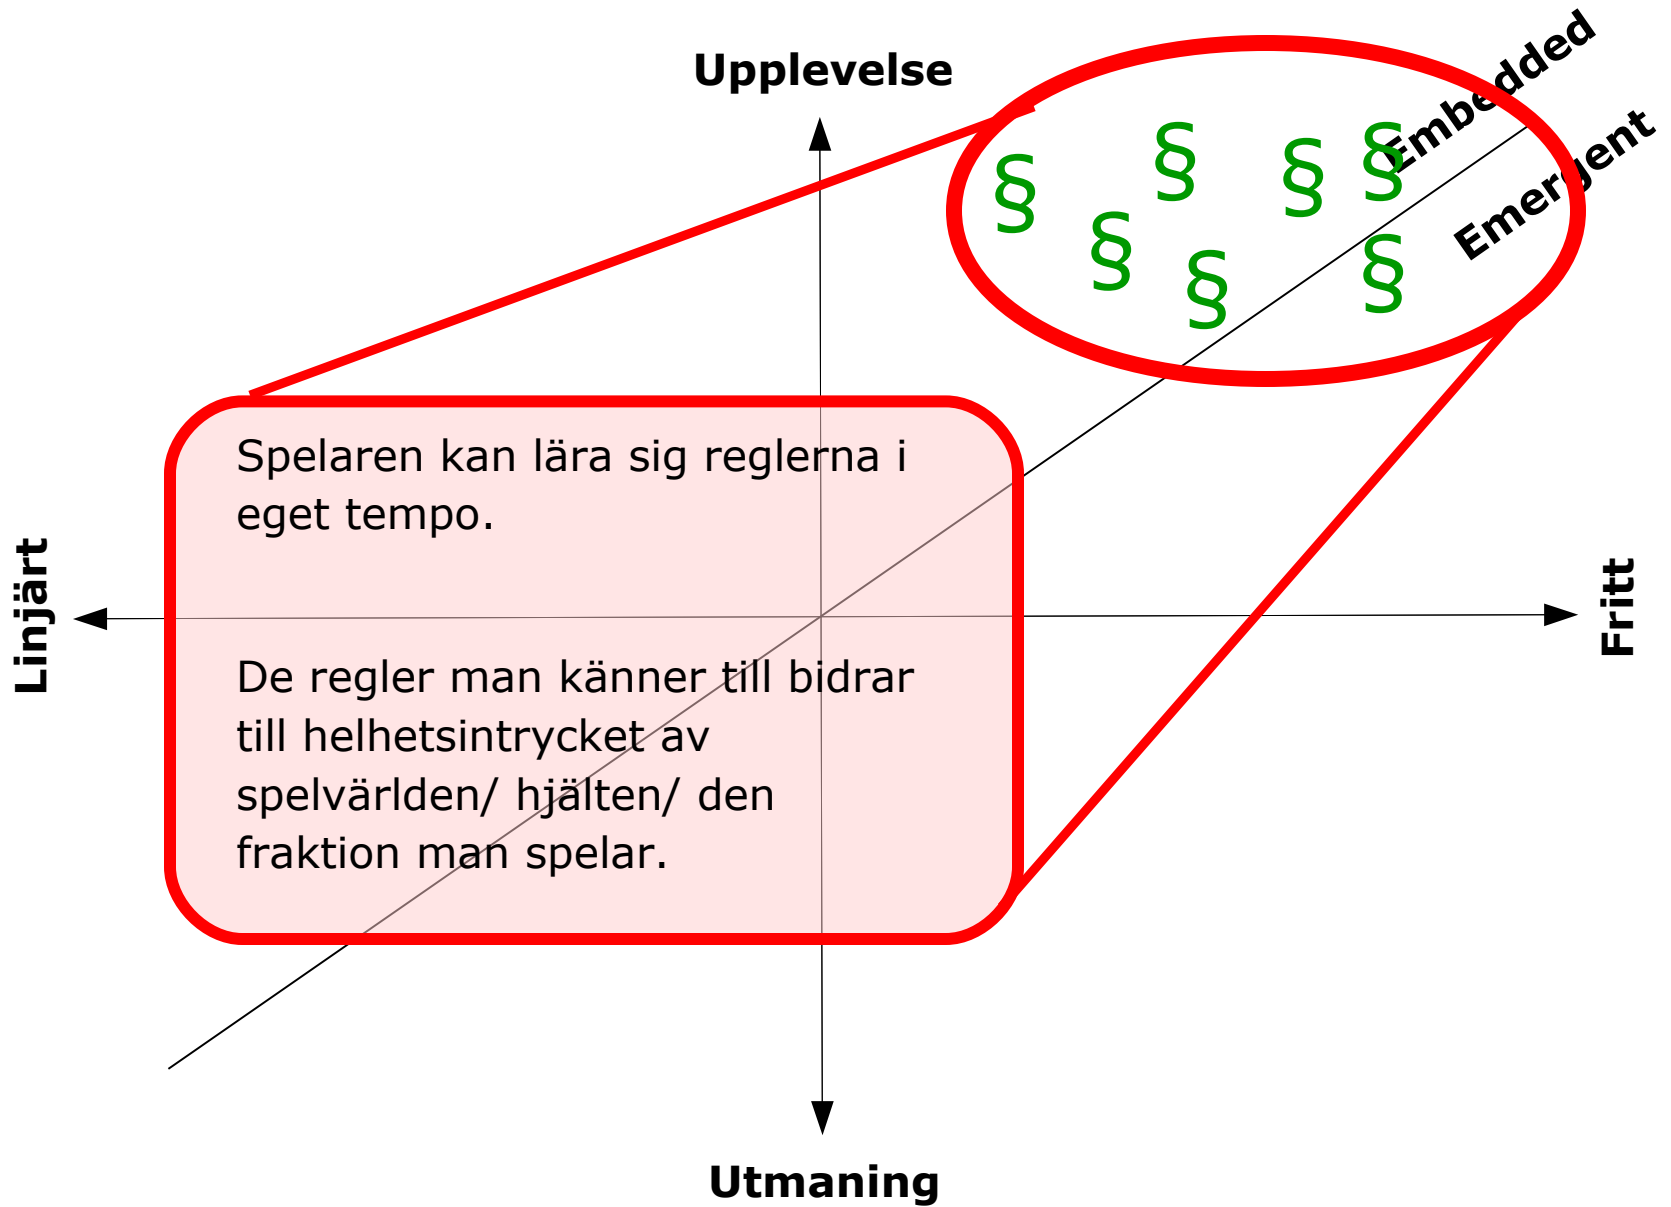 Upplevelse
Embedded
Emergent
§ § § §
§ § §
Spelaren kan lära sig reglerna i
eget tempo.
Linjärt
Fritt
De regler man känner till bidrar
till helhetsintrycket av
spelvärlden/ hjälten/ den
fraktion man spelar.
Utmaning